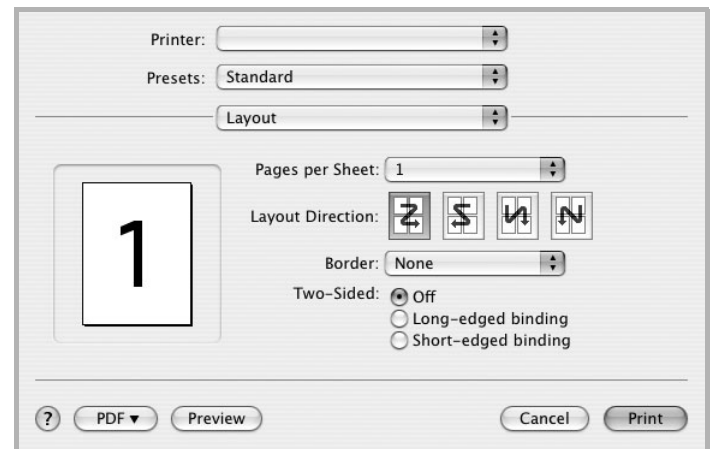 Printer:
Presets: Standard
Layout
Pages per Sheet: 1
1
Layout Direction:
Border: None
Two-Sided: Off
Long-edged binding
Short-edged binding
? PDF ▼ Preview Cancel Print